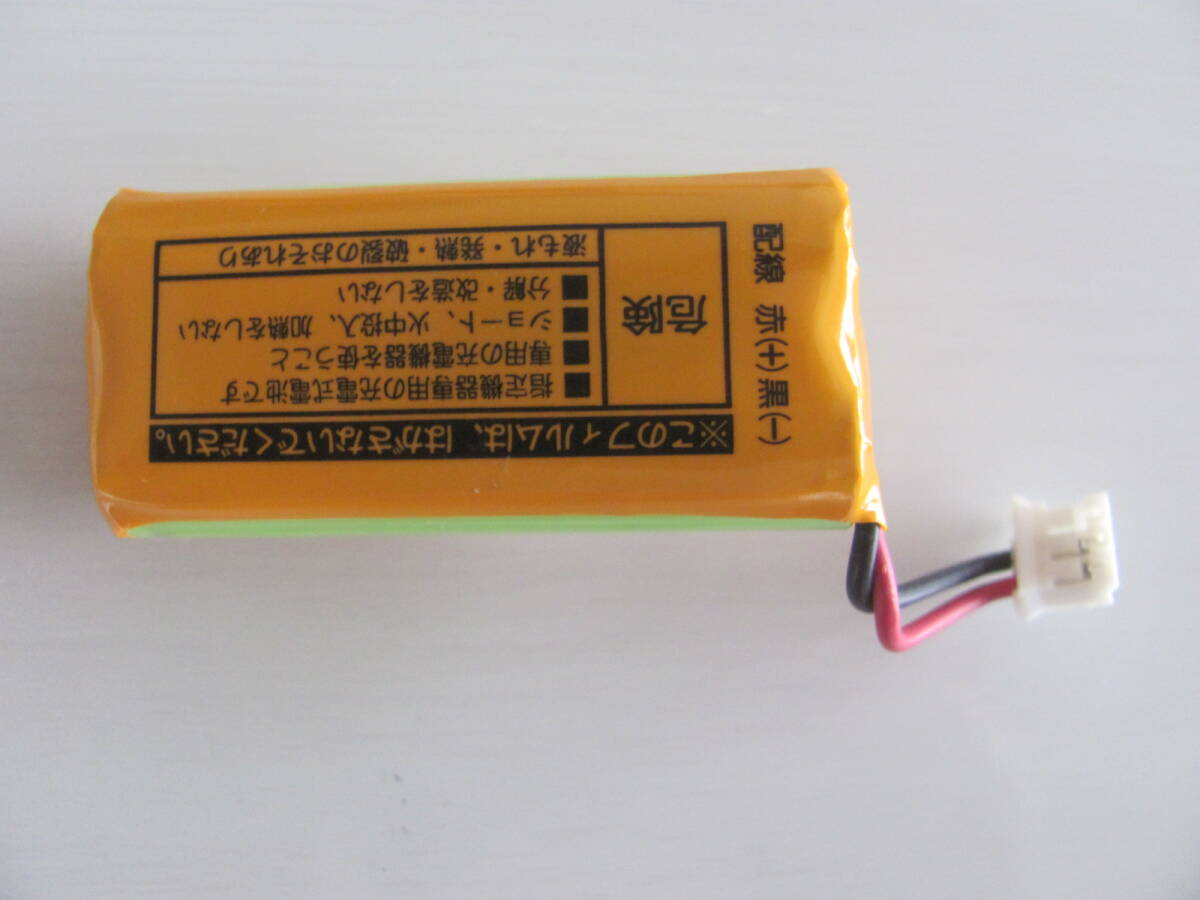 ※このフィルムは、はがさないでください。
危険
■ 指定機器専用の充電式電池です
■ 専用の充電機器を使うこと
■ ショート、火中投入、加熱をしない
■ 分解・改造をしない
液もれ・発熱・破裂のおそれあり
配線 赤(+) 黒(-)